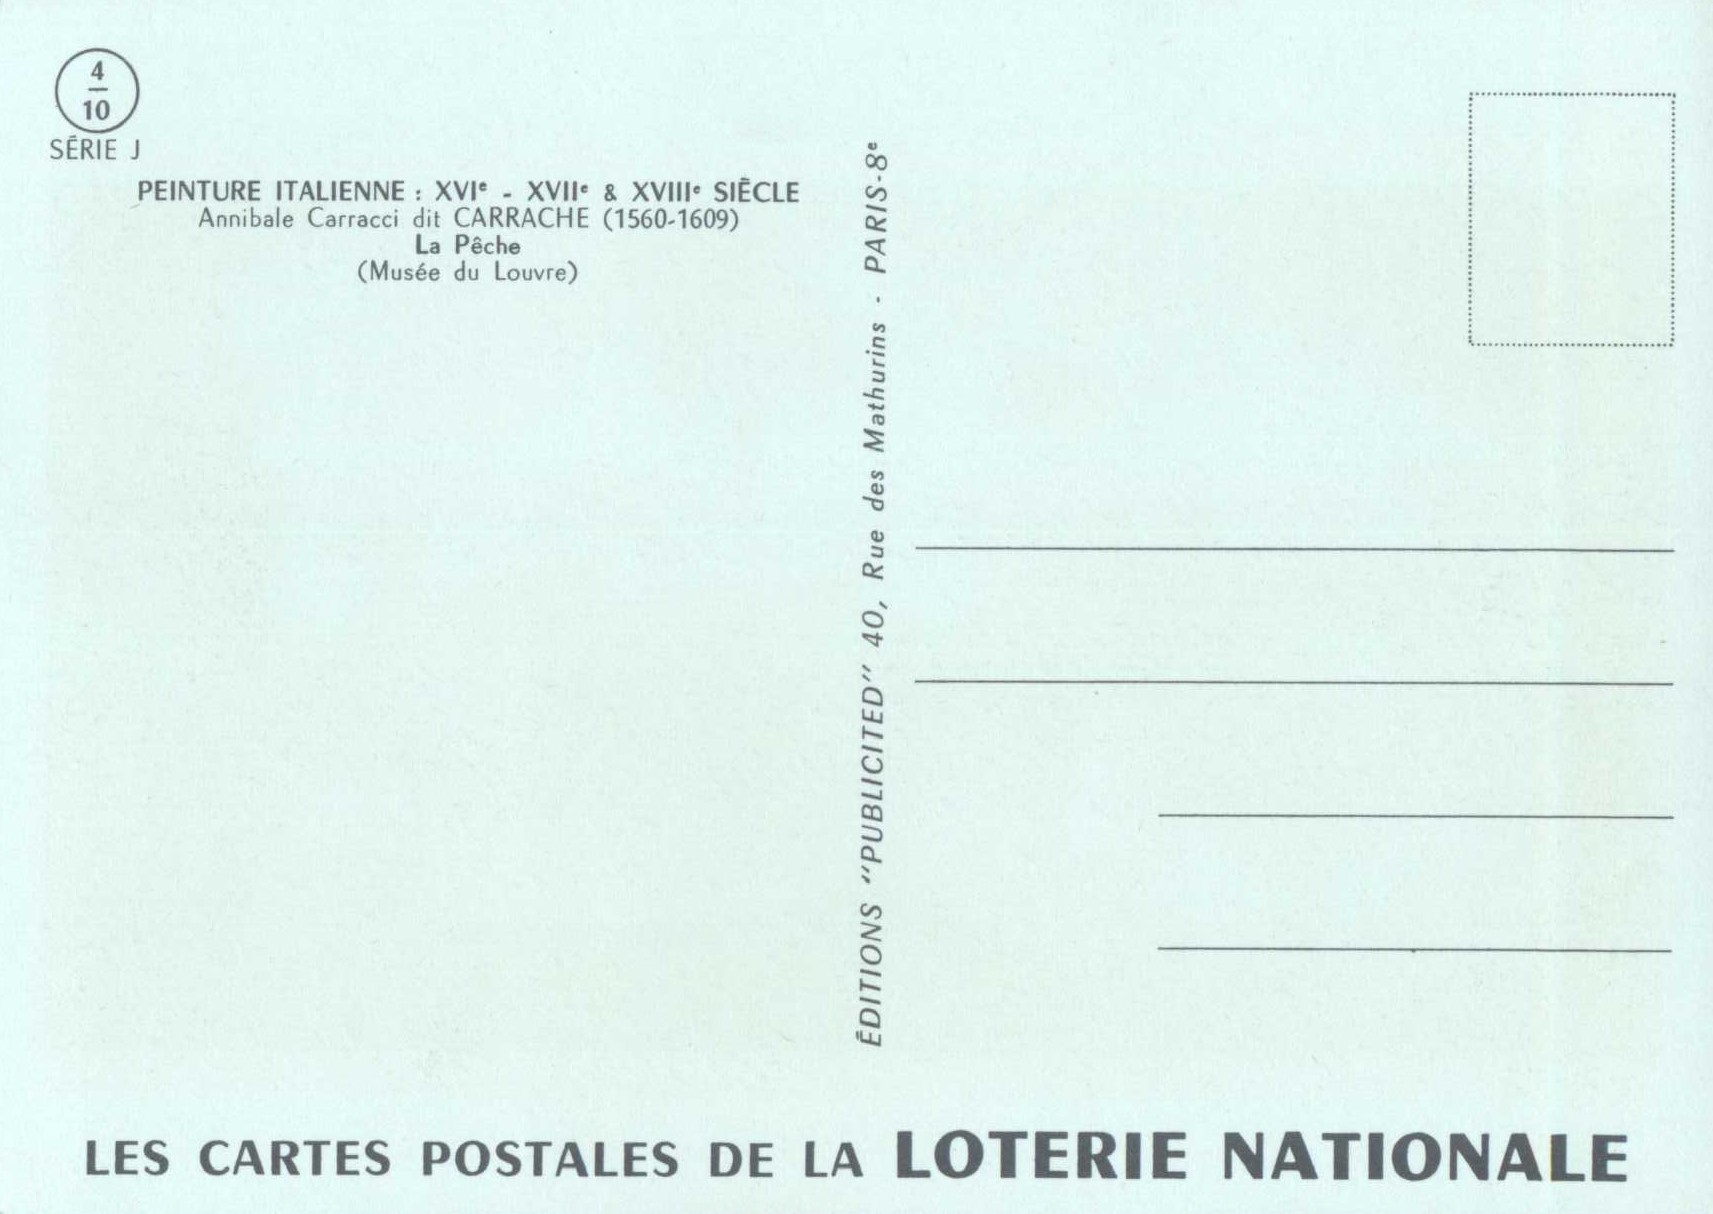 4
10
SÉRIE J
PEINTURE ITALIENNE : XVIe - XVIIe & XVIIIe SIÈCLE
Annibale Carracci dit CARRACHE (1560-1609)
La Pêche
(Musée du Louvre)
ÉDITIONS "PUBLICITED" 40, Rue des Mathurins - PARIS-8e
LES CARTES POSTALES DE LA LOTERIE NATIONALE